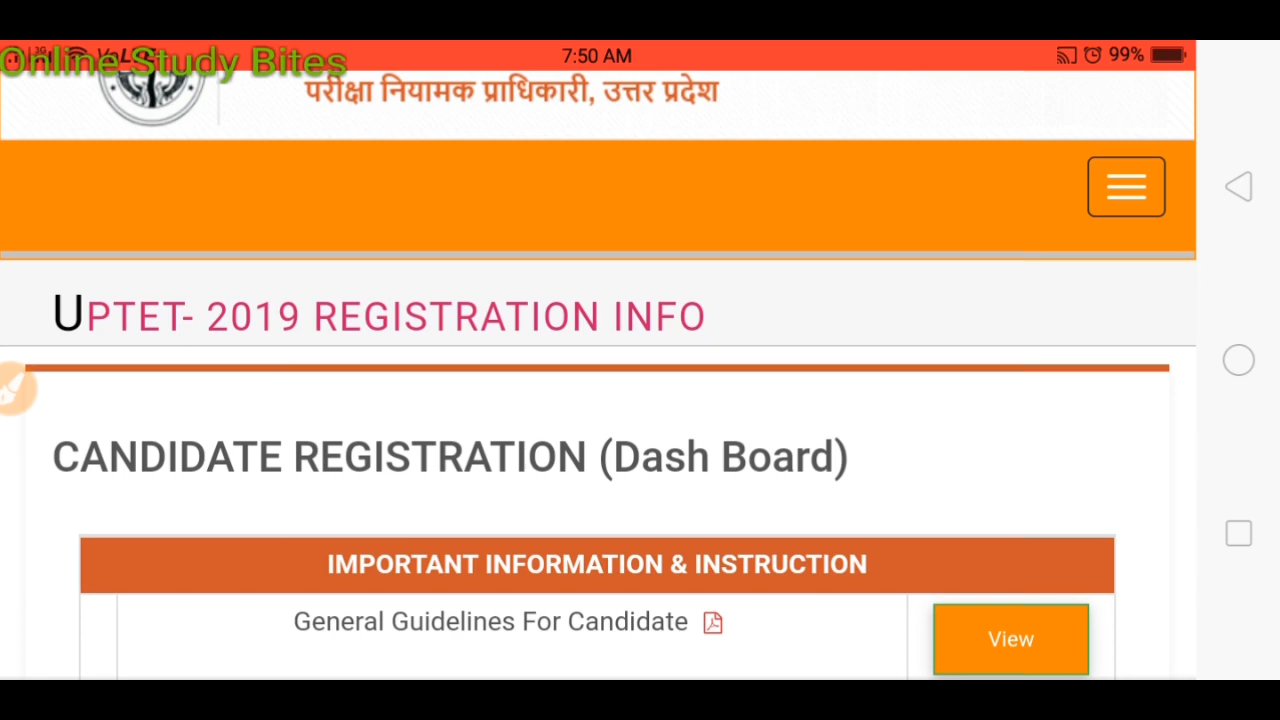 Online Study Bites
7:50 AM
99%
परीक्षा नियामक प्राधिकारी, उत्तर प्रदेश
UPTET- 2019 REGISTRATION INFO
CANDIDATE REGISTRATION (Dash Board)
IMPORTANT INFORMATION & INSTRUCTION
General Guidelines For Candidate
View